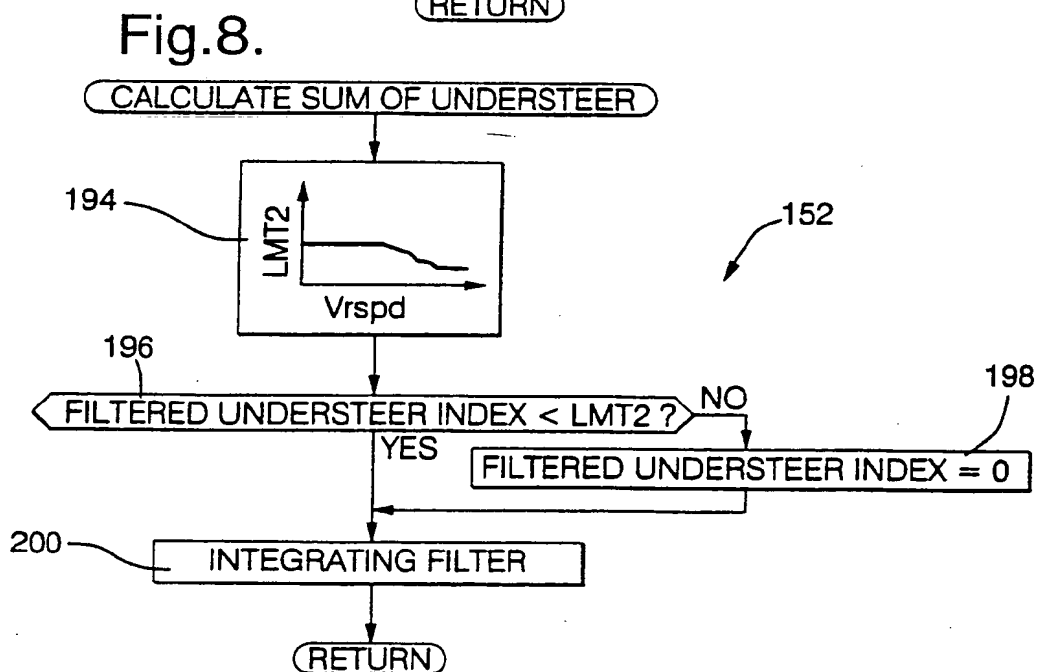 RETURN
Fig.8.
CALCULATE SUM OF UNDERSTEER
194
LMT2
Vrspd
152
196
FILTERED UNDERSTEER INDEX < LMT2 ?
NO
198
YES
FILTERED UNDERSTEER INDEX = 0
200
INTEGRATING FILTER
RETURN